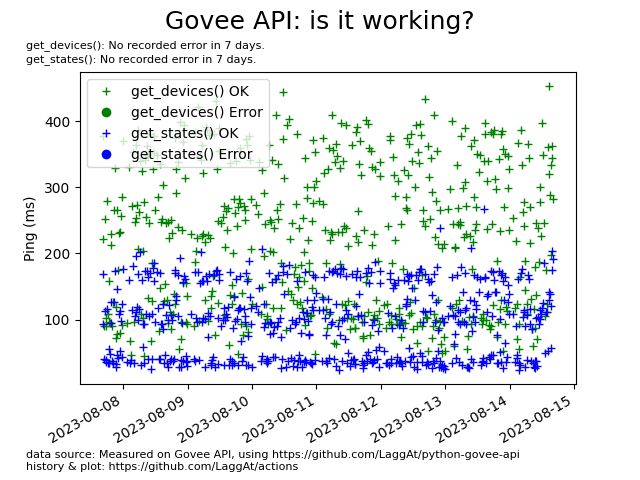 Govee API: is it working?
get_devices(): No recorded error in 7 days.
get_states(): No recorded error in 7 days.
get_devices() OK
get_devices() Error
get_states() OK
get_states() Error
Ping (ms)
400
300
200
100
2023-08-08
2023-08-09
2023-08-10
2023-08-11
2023-08-12
2023-08-13
2023-08-14
2023-08-15
data source: Measured on Govee API, using https://github.com/LaggAt/python-govee-api
history & plot: https://github.com/LaggAt/actions